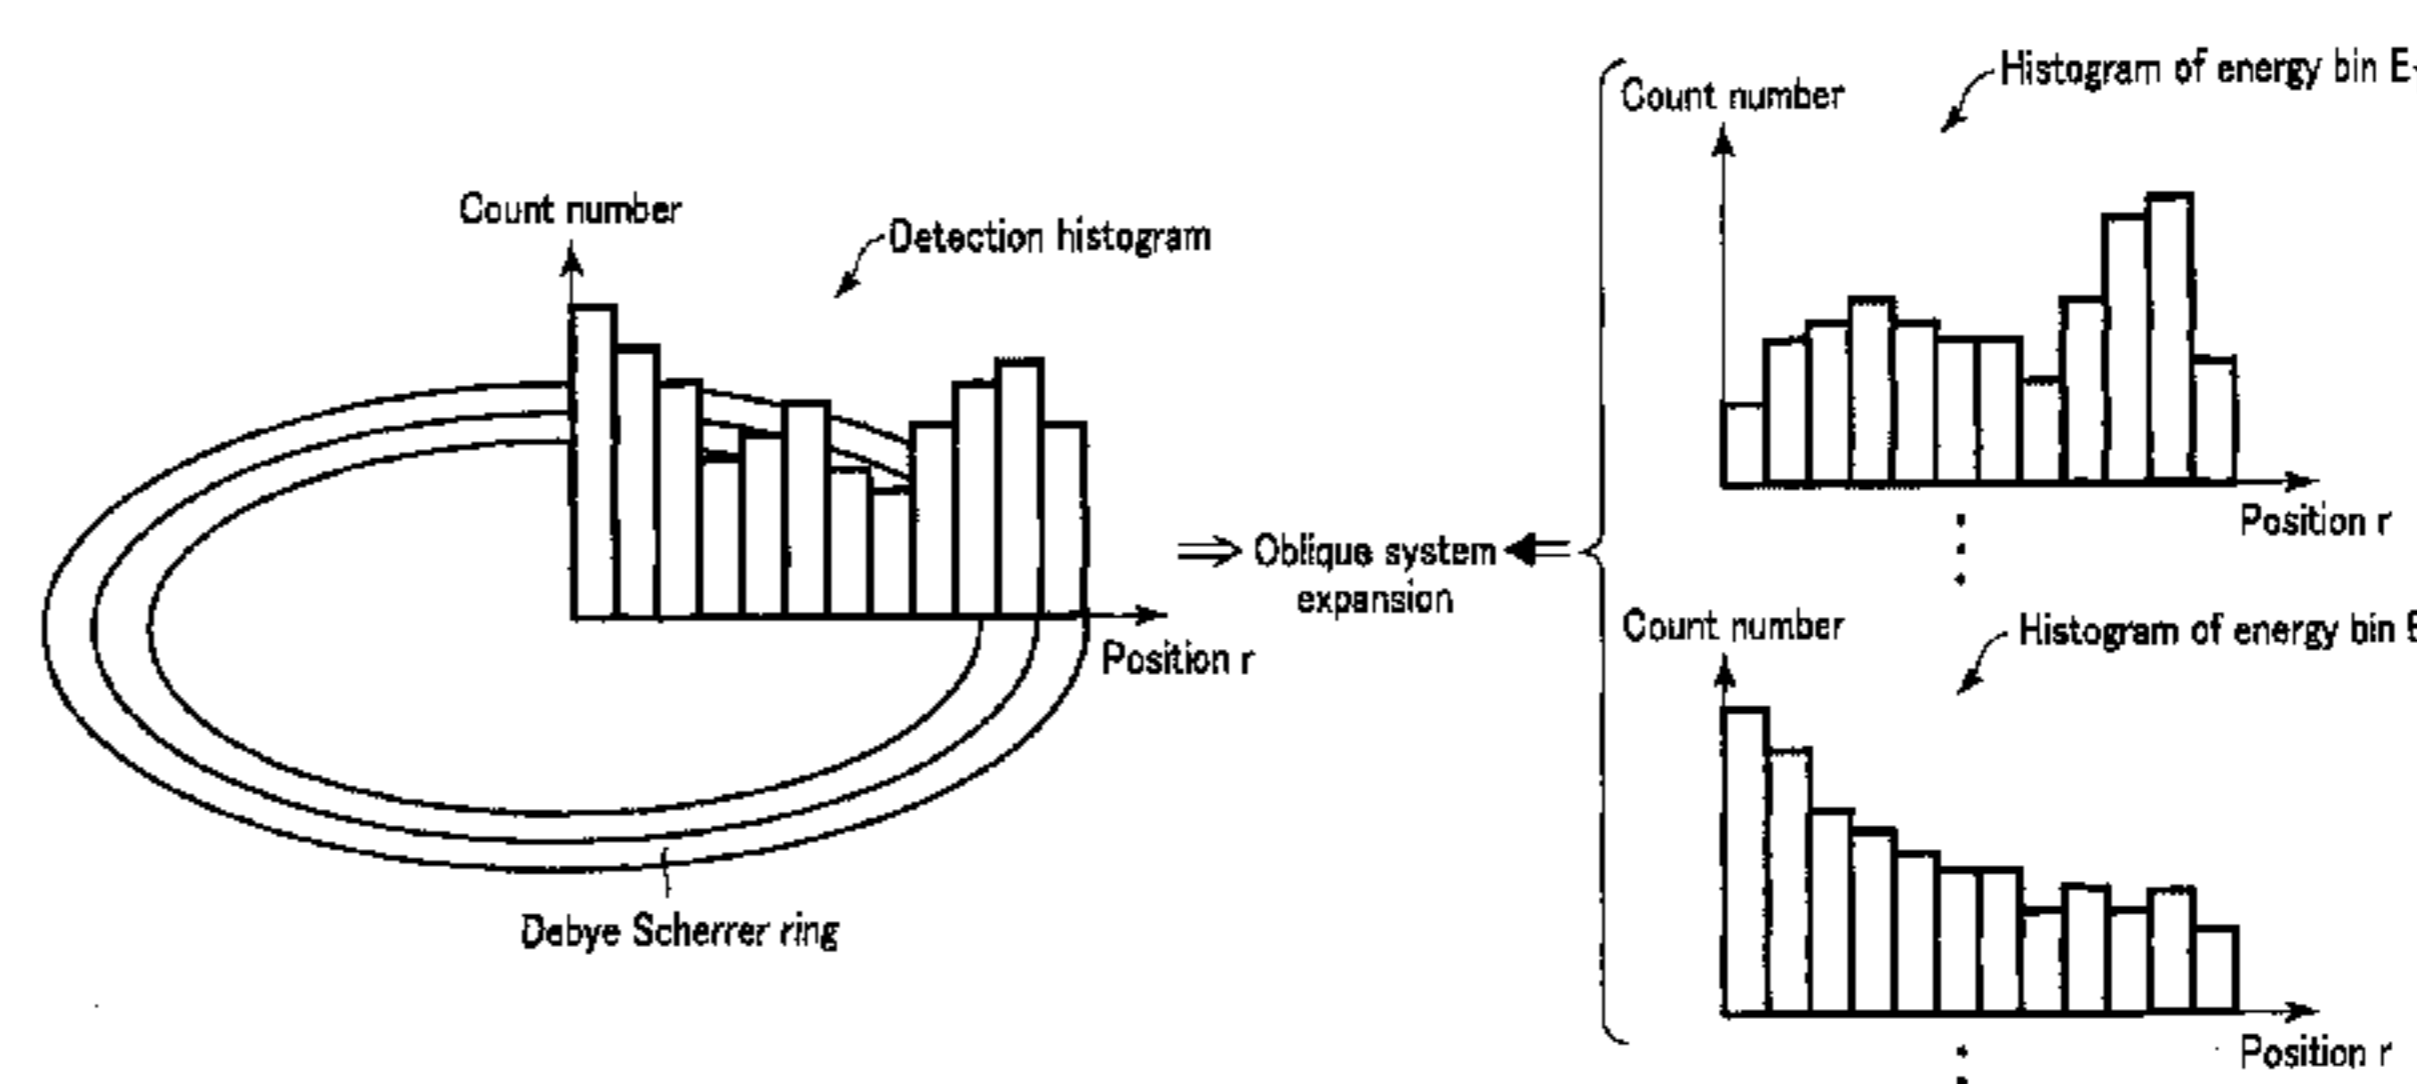 Count number
Detection histogram
Position r
Debye Scherrer ring
Oblique system
expansion
Count number
Histogram of energy bin
Position r
Count number
Histogram of energy bin
Position r